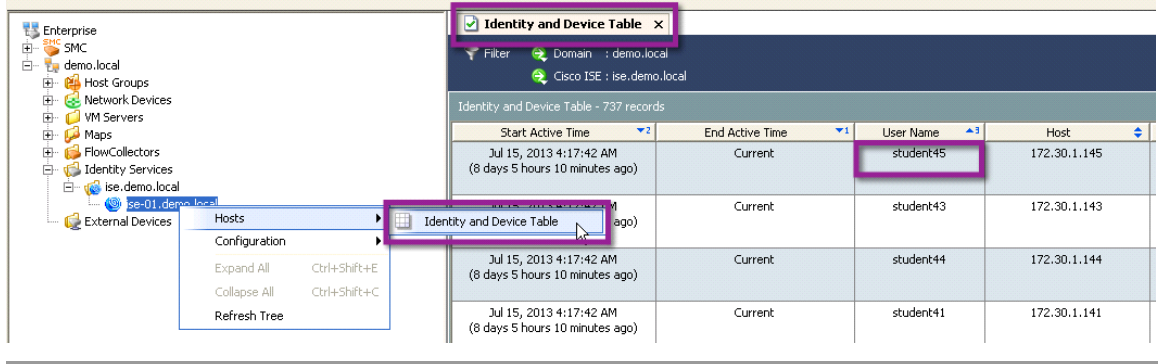 Enterprise
SMC
SMC
demo.local
Host Groups
Network Devices
VM Servers
Maps
FlowCollectors
Identity Services
ise.demo.local
ise-01.demo.local
External Devices
Hosts
Configuration
Expand All Ctrl+Shift+E
Collapse All Ctrl+Shift+C
Refresh Tree
Identity and Device Table
Identity and Device Table x
Filter Domain : demo.local
Cisco ISE : ise.demo.local
Identity and Device Table - 737 records
Start Active Time 2 End Active Time 1 User Name 3 Host
Jul 15, 2013 4:17:42 AM Current student45 172.30.1.145
(8 days 5 hours 10 minutes ago)
Current student43 172.30.1.143
ago)
Jul 15, 2013 4:17:42 AM Current student44 172.30.1.144
(8 days 5 hours 10 minutes ago)
Jul 15, 2013 4:17:42 AM Current student41 172.30.1.141
(8 days 5 hours 10 minutes ago)